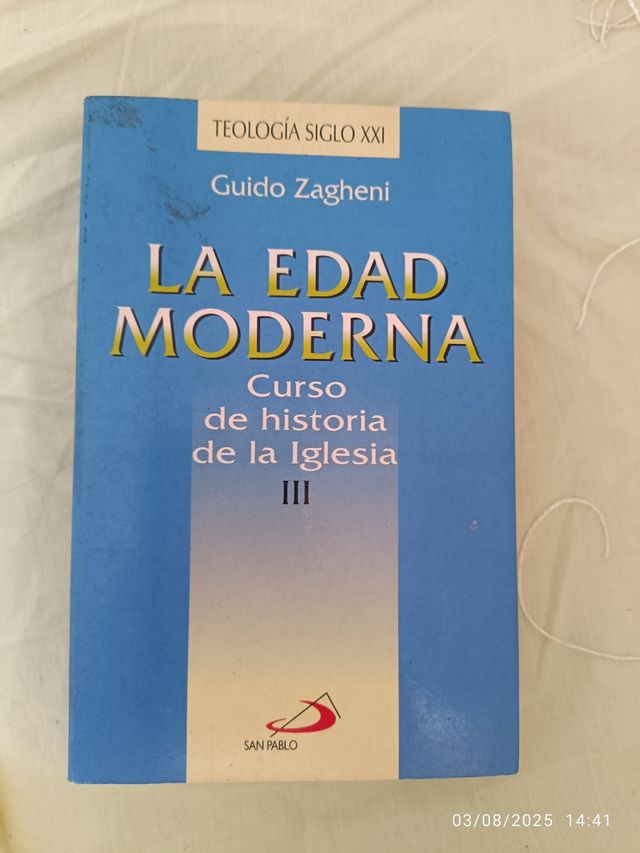 TEOLOGÍA SIGLO XXI
Guido Zagheni
LA EDAD
MODERNA
Curso
de historia
de la Iglesia
III
SAN PABLO
03/08/2025 14:41